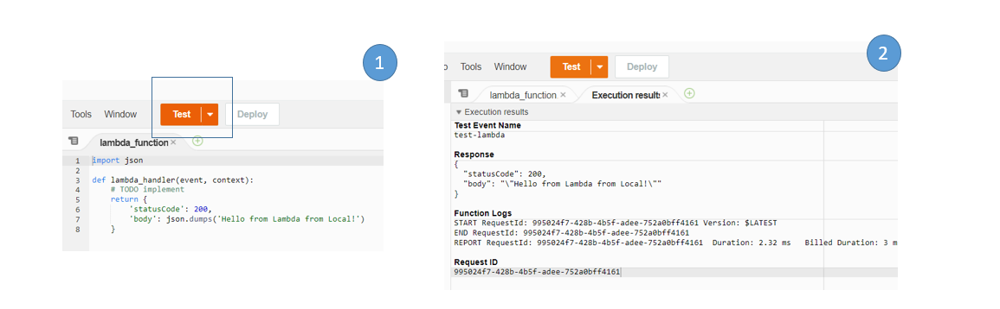 1
Tools Window Test Deploy
lambda_function
1 import json
2
3 def lambda_handler(event, context):
4 # TODO implement
5 return {
6 'statusCode': 200,
7 'body': json.dumps('Hello from Lambda from Local!')
8 }
2
o Tools Window Test Deploy
lambda_function Execution results
Execution results
Test Event Name
test-lambda
Response
{
"statusCode": 200,
"body": "\"Hello from Lambda from Local!\""
}
Function Logs
START RequestId: 995024f7-428b-4b5f-adee-752a0bff4161 Version: $LATEST
END RequestId: 995024f7-428b-4b5f-adee-752a0bff4161
REPORT RequestId: 995024f7-428b-4b5f-adee-752a0bff4161 Duration: 2.32 ms Billed Duration: 3 m
Request ID
995024f7-428b-4b5f-adee-752a0bff4161